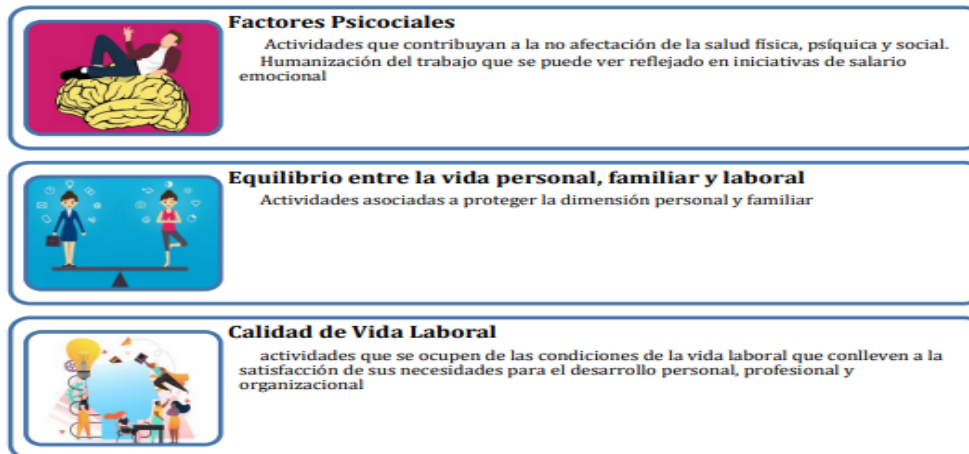 Factores Psicociales
Actividades que contribuyan a la no afectación de la salud física, psíquica y social.
Humanización del trabajo que se puede ver reflejado en iniciativas de salario
emocional
Equilibrio entre la vida personal, familiar y laboral
Actividades asociadas a proteger la dimensión personal y familiar
Calidad de Vida Laboral
actividades que se ocupen de las condiciones de la vida laboral que conlleven a la
satisfacción de sus necesidades para el desarrollo personal, profesional y
organizacional